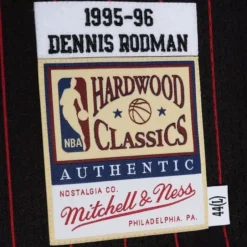 1995-96
DENNIS RODMAN
HARDWOOD
CLASSICS
NBA
AUTHENTIC
NOSTALGIA CO.
Mitchell & Ness
PHILADELPHIA, PA.
44(L)